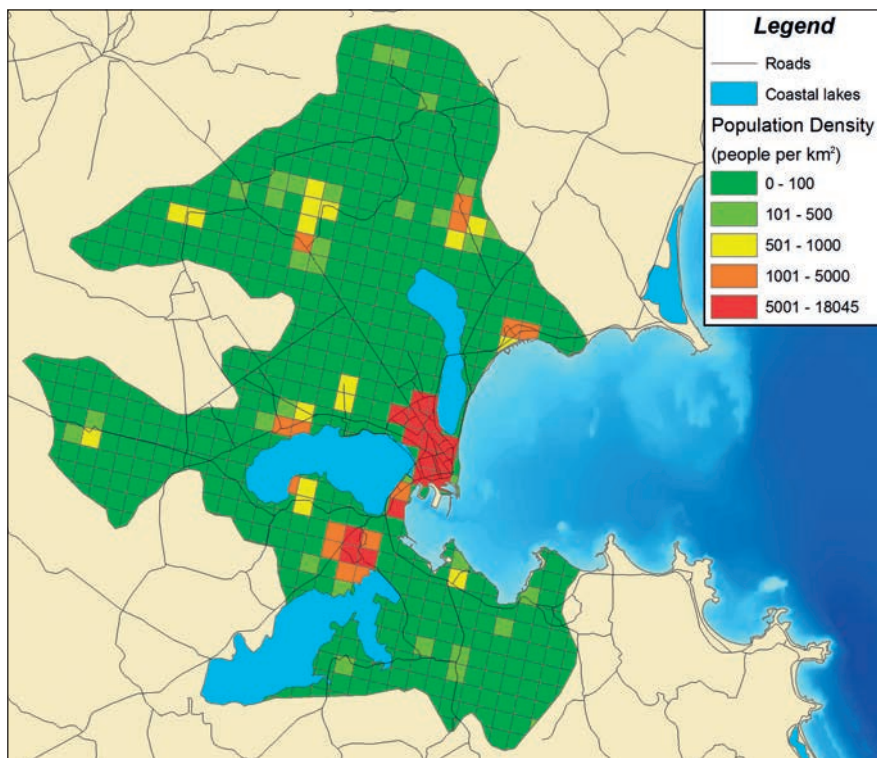 Legend
Roads
Coastal lakes
Population Density
(people per km²)
0 - 100
101 - 500
501 - 1000
1001 - 5000
5001 - 18045